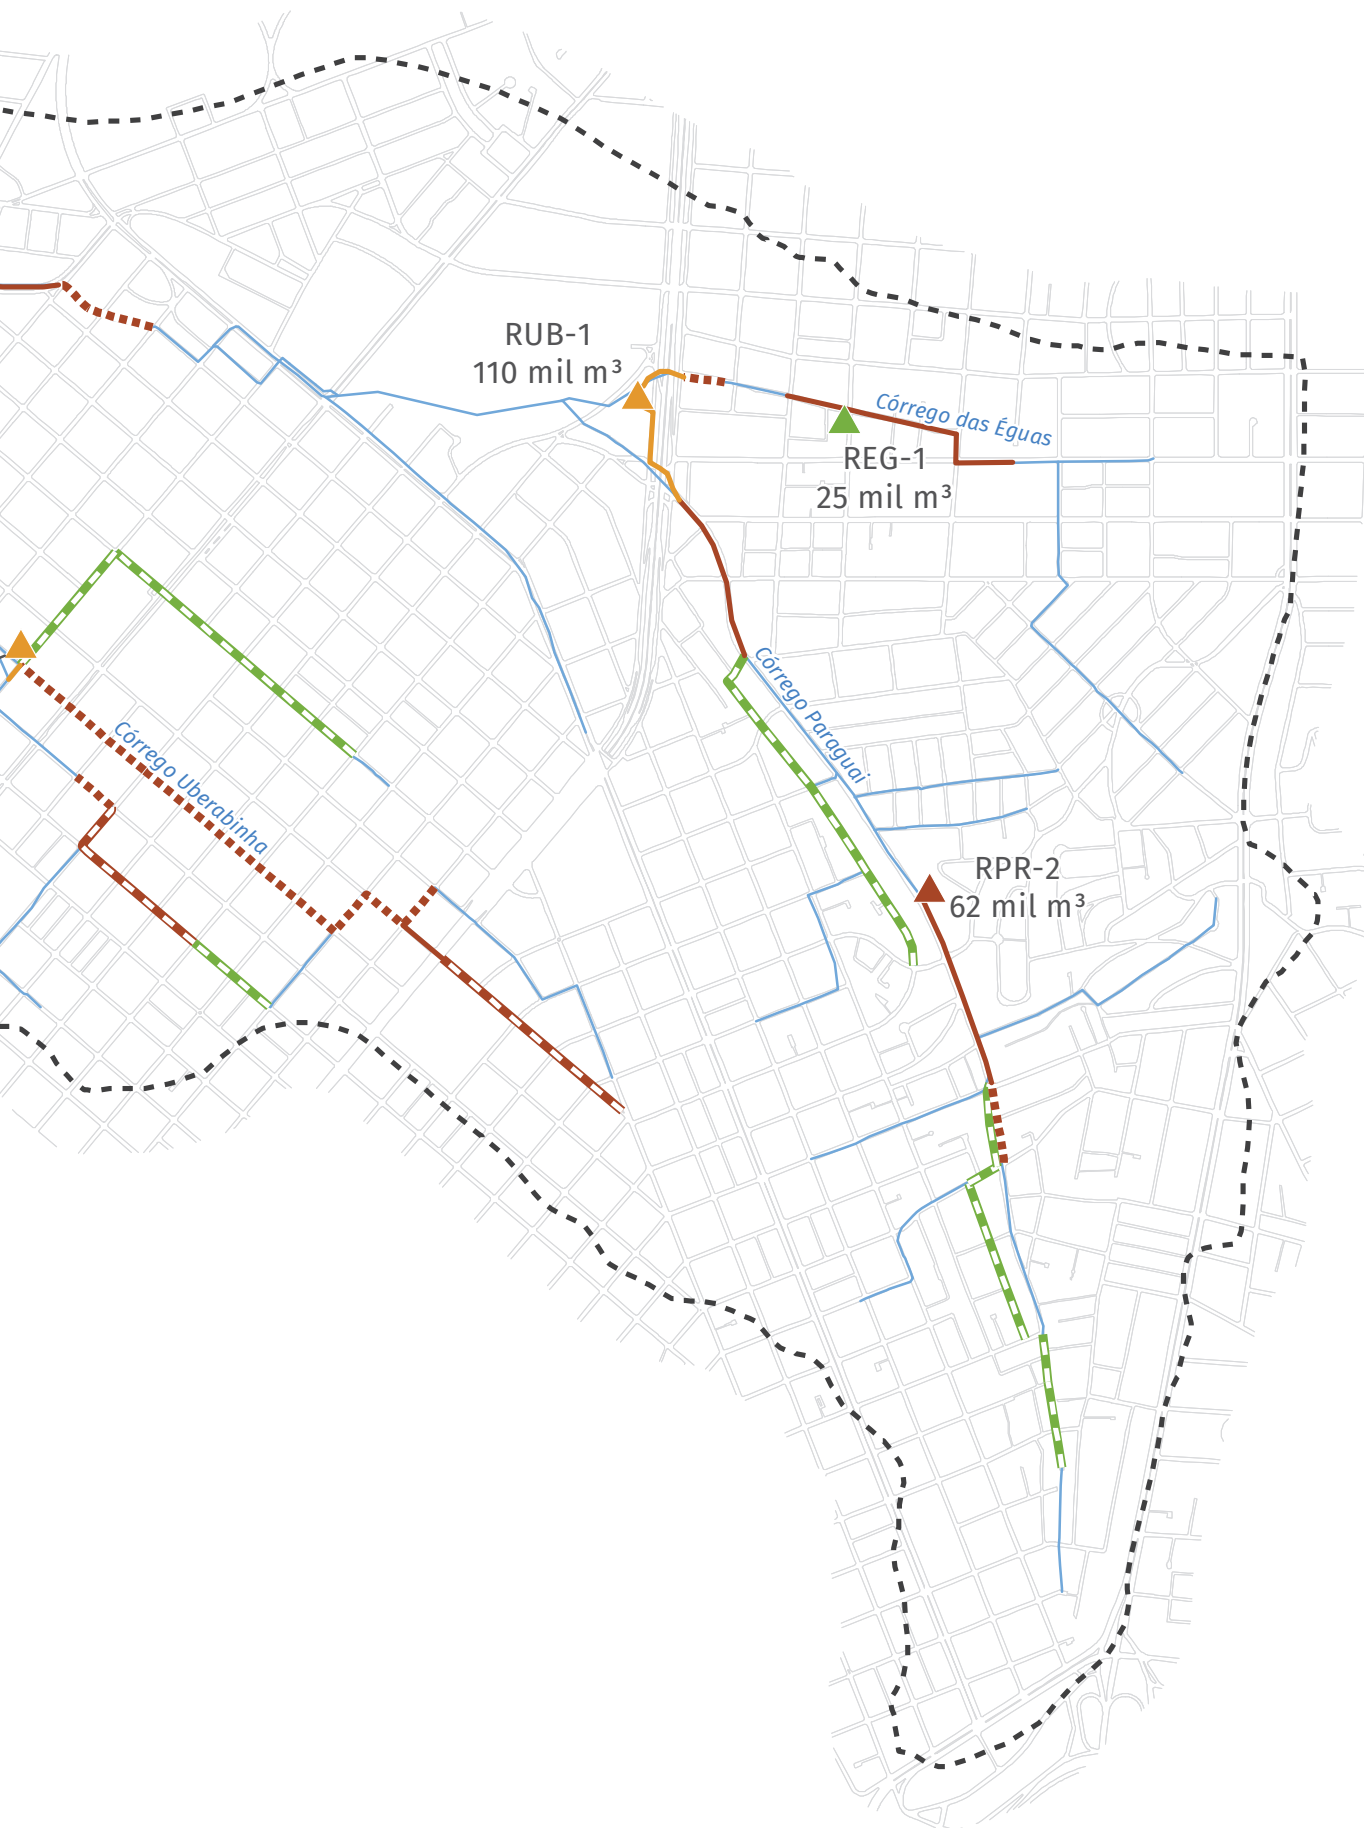 RUB-1
110 mil m³
Córrego das Éguas
REG-1
25 mil m³
Córrego Paraguai
Córrego Uberabinha
RPR-2
62 mil m³